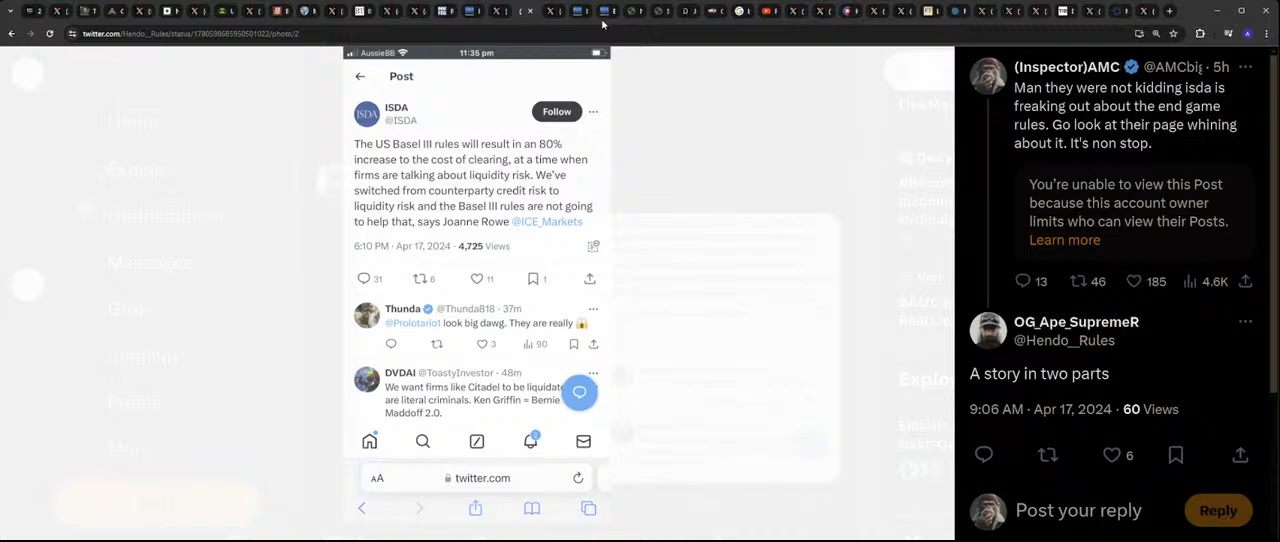 twitter.com/Hendo__Rules/status/1780598685950501022/photo/2
AussieBB
11:35 pm
Post
ISDA
@ISDA
Follow
The US Basel III rules will result in an 80%
increase to the cost of clearing, at a time when
firms are talking about liquidity risk. We've
switched from counterparty credit risk to
liquidity risk and the Basel III rules are not going
to help that, says Joanne Rowe @ICE_Markets
6:10 PM · Apr 17, 2024 · 4,725 Views
31 6 11 1
Thunda @Thunda818 · 37m
@Prolotario1 look big dawg. They are really 😱
3 90
DVDAI @ToastyInvestor · 48m
We want firms like Citadel to be liquidate
are literal criminals. Ken Griffin = Bernie
Maddoff 2.0.
2
AA twitter.com
(Inspector)AMC @AMCbig · 5h
Man they were not kidding isda is
freaking out about the end game
rules. Go look at their page whining
about it. It's non stop.
You're unable to view this Post
because this account owner
limits who can view their Posts.
Learn more
13 46 185 4.6K
OG_Ape_SupremeR
@Hendo__Rules
A story in two parts
9:06 AM · Apr 17, 2024 · 60 Views
6
Post your reply
Reply